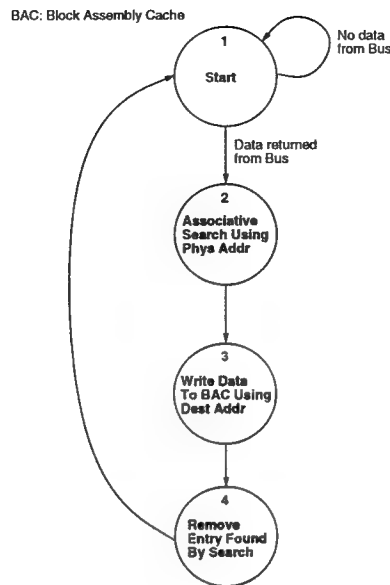 BAC: Block Assembly Cache
1
Start
No data
from Bus
Data returned
from Bus
2
Associative
Search Using
Phys Addr
3
Write Data
To BAC Using
Dest Addr
4
Remove
Entry Found
By Search